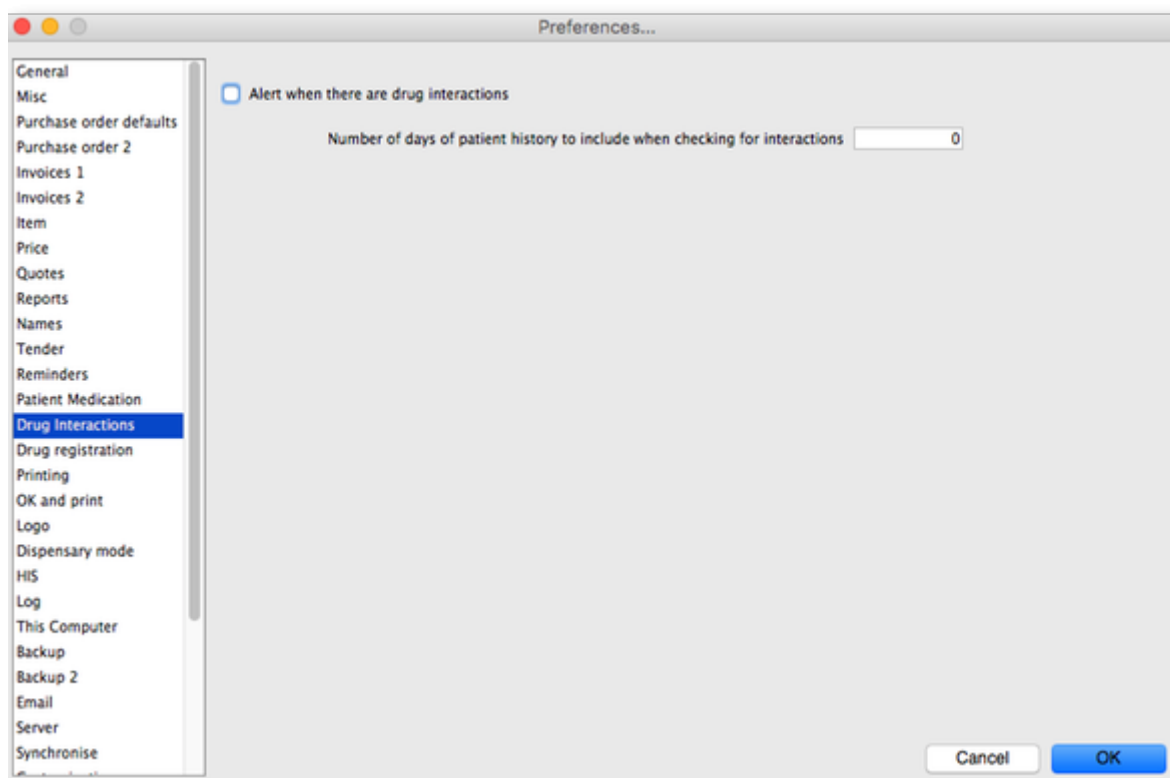 Preferences...
General
Misc
Purchase order defaults
Purchase order 2
Invoices 1
Invoices 2
Item
Price
Quotes
Reports
Names
Tender
Reminders
Patient Medication
Drug Interactions
Drug registration
Printing
OK and print
Logo
Dispensary mode
HIS
Log
This Computer
Backup
Backup 2
Email
Server
Synchronise
Alert when there are drug interactions
Number of days of patient history to include when checking for interactions 0
Cancel OK